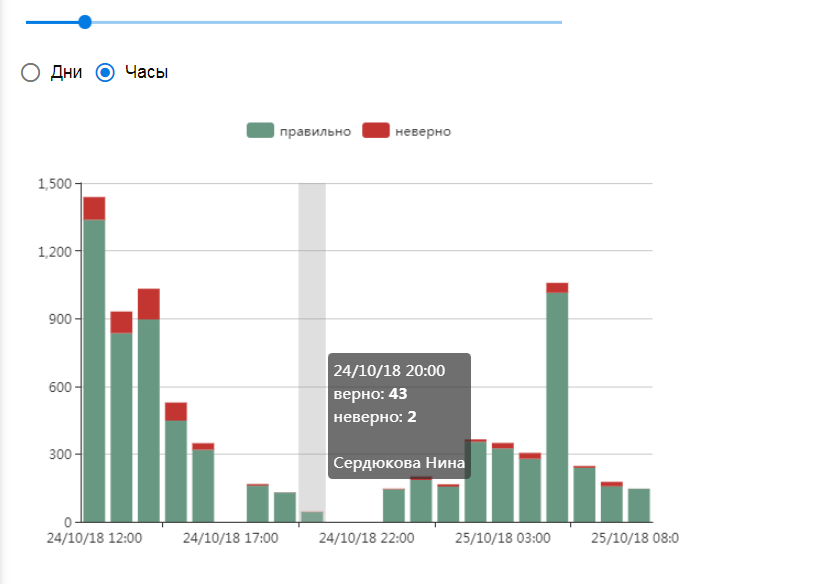 Дни Часы
правильно неверно
1,500
1,200
900
600
300
0
24/10/18 20:00
верно: 43
неверно: 2
Сердюкова Нина
24/10/18 12:00 24/10/18 17:00 24/10/18 22:00 25/10/18 03:00 25/10/18 08:0